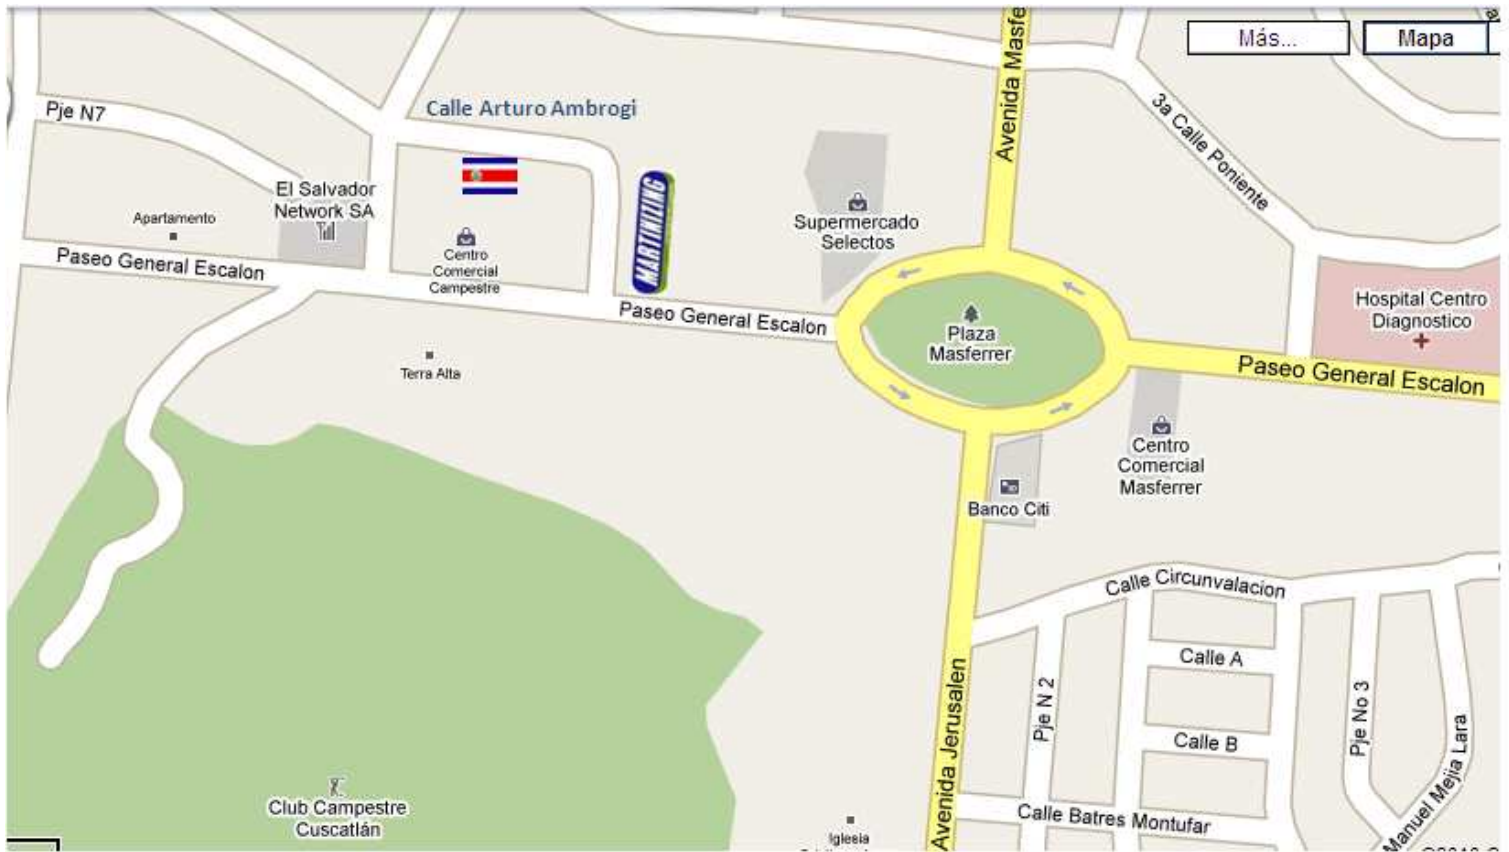 Más...
Mapa
Avenida Masfe
Pje N7
Calle Arturo Ambrogi
3a Calle Poniente
El Salvador
Network SA
Apartamento
MARTINIZING
Supermercado
Selectos
Paseo General Escalon
Centro
Comercial
Campestre
Paseo General Escalon
Plaza
Masferrer
Hospital Centro
Diagnostico
Paseo General Escalon
Terra Alta
Centro
Comercial
Masferrer
Banco Citi
Calle Circunvalacion
Calle A
Pje N 2
Calle B
Pje No 3
Manuel Mejia Lara
Avenida Jerusalen
Club Campestre
Cuscatlán
Calle Batres Montufar
Iglesia